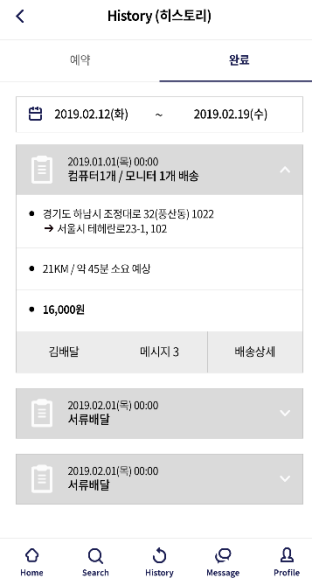 History (히스토리)
예약 완료
2019.02.12(화) ~ 2019.02.19(수)
2019.01.01(목) 00:00
컴퓨터1개 / 모니터 1개 배송
경기도 하남시 조정대로 32(풍산동) 1022
→ 서울시 테헤란로23-1, 102
21KM / 약 45분 소요 예상
16,000원
김배달 메시지 3 배송상세
2019.02.01(목) 00:00
서류배달
2019.02.01(목) 00:00
서류배달
Home Search History Message Profile